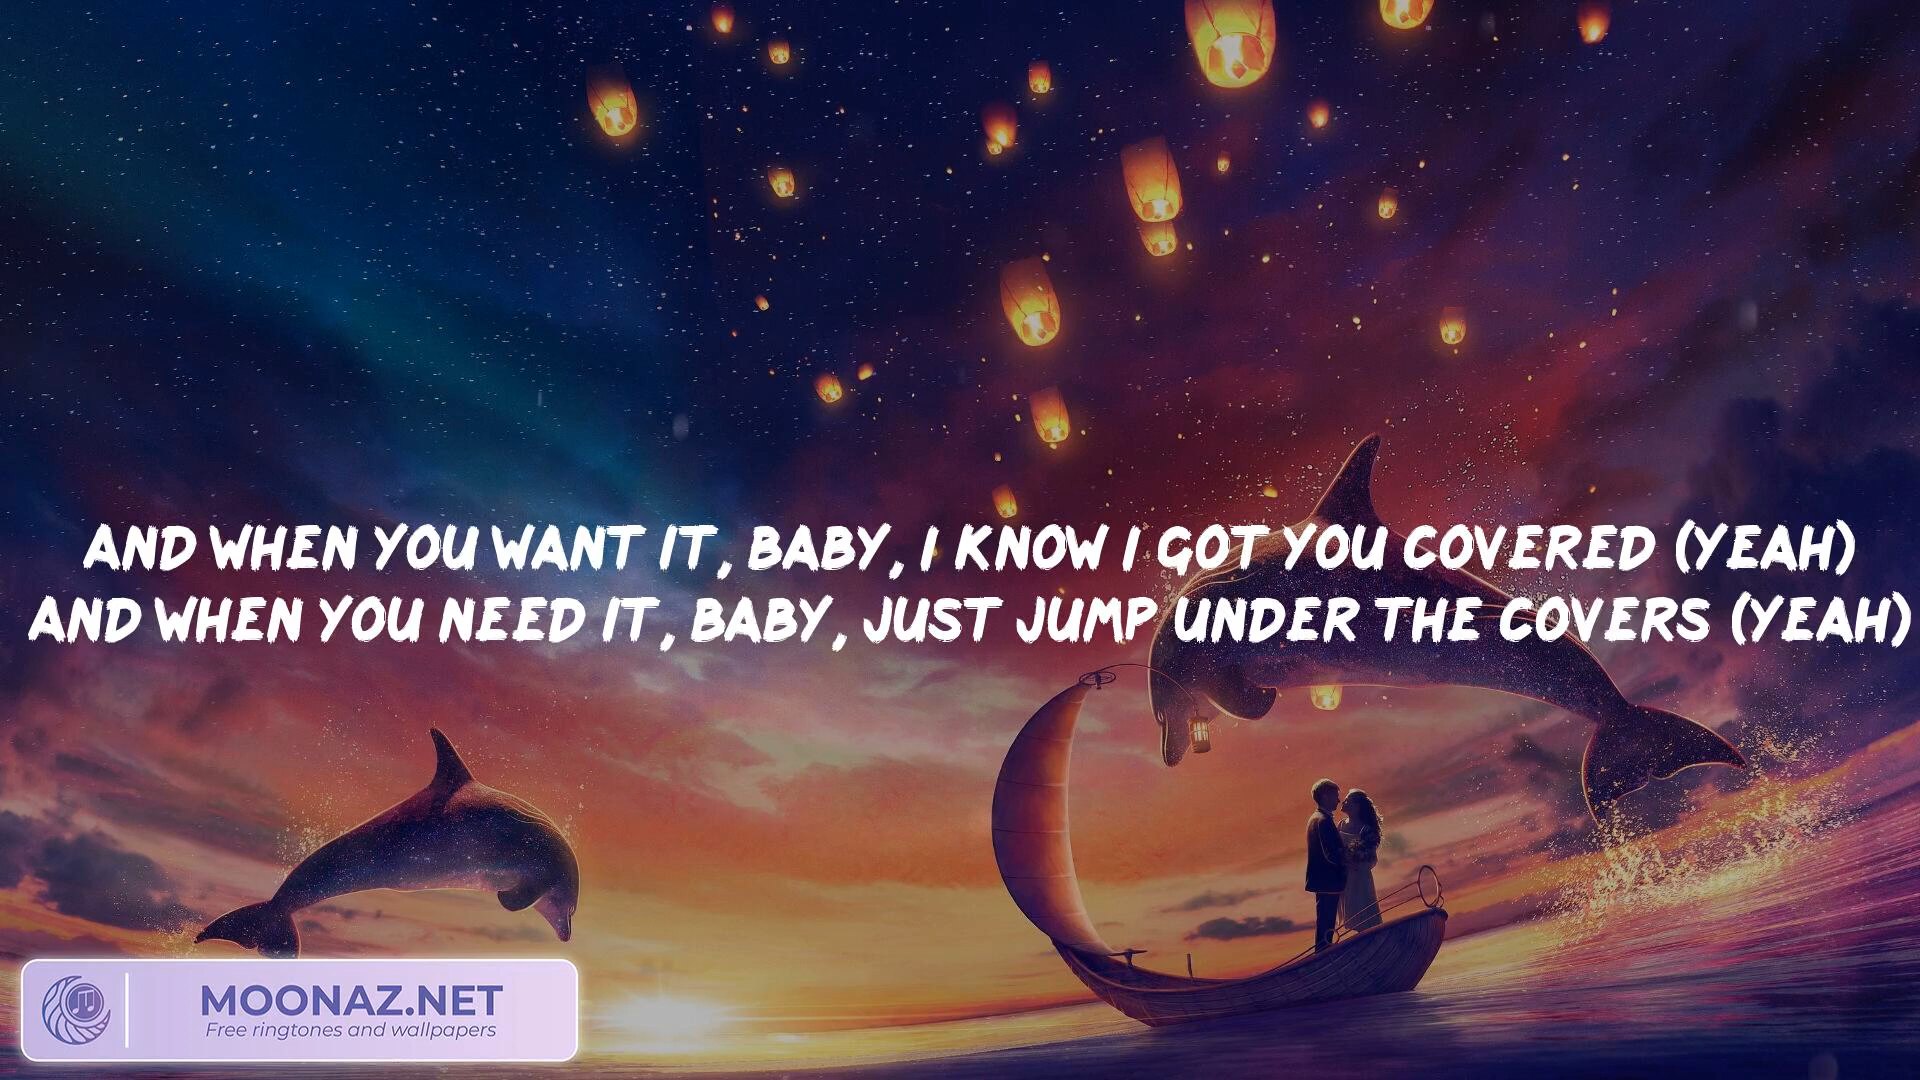 AND WHEN YOU WANT IT, BABY, I KNOW I GOT YOU COVERED (YEAH)
AND WHEN YOU NEED IT, BABY, JUST JUMP UNDER THE COVERS (YEAH)
MOONAZ.NET
Free ringtones and wallpapers